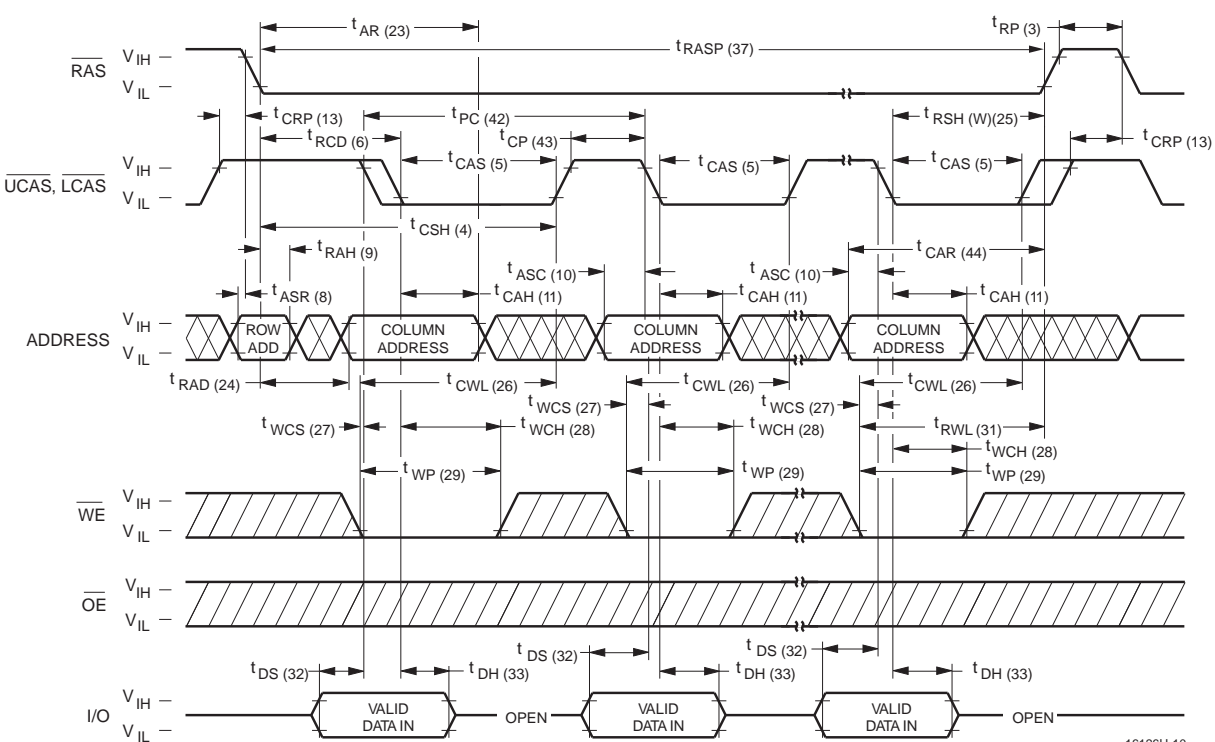 t AR (23)
t RP (3)
t RASP (37)
RAS
V IH
V IL
t CRP (13)
t PC (42)
t RSH (W)(25)
t RCD (6)
t CP (43)
t CRP (13)
t CAS (5)
t CAS (5)
t CAS (5)
UCAS, LCAS
V IH
V IL
t CSH (4)
t RAH (9)
t CAR (44)
t ASC (10)
t ASC (10)
t ASR (8)
t CAH (11)
t CAH (11)
t CAH (11)
ADDRESS
V IH
V IL
ROW ADD
COLUMN ADDRESS
COLUMN ADDRESS
COLUMN ADDRESS
t RAD (24)
t CWL (26)
t CWL (26)
t CWL (26)
t WCS (27)
t WCS (27)
t WCS (27)
t WCH (28)
t WCH (28)
t RWL (31)
t WCH (28)
t WP (29)
t WP (29)
t WP (29)
WE
V IH
V IL
OE
V IH
V IL
t DS (32)
t DS (32)
t DS (32)
t DH (33)
t DH (33)
t DH (33)
I/O
V IH
V IL
VALID DATA IN
OPEN
VALID DATA IN
VALID DATA IN
OPEN